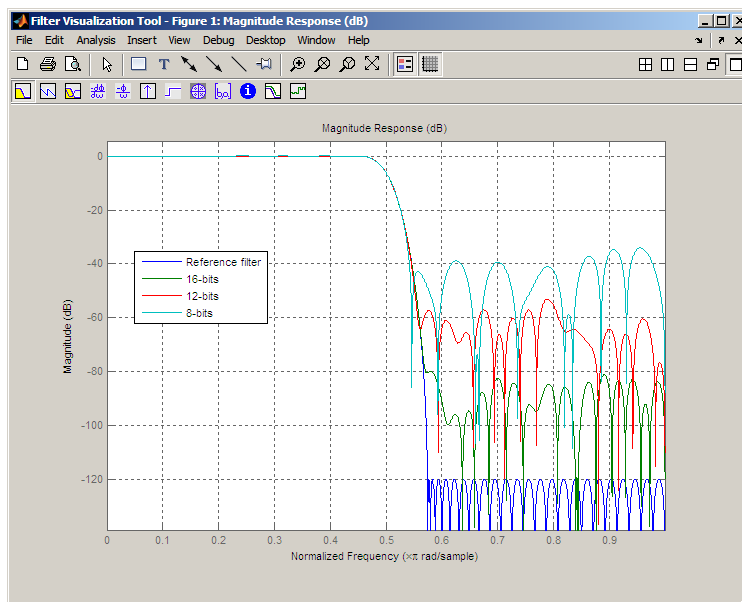 Filter Visualization Tool - Figure 1: Magnitude Response (dB)
File Edit Analysis Insert View Debug Desktop Window Help
T
[b,a]
i
Magnitude Response (dB)
0
-20
-40
-60
-80
-100
-120
Magnitude (dB)
Reference filter
16-bits
12-bits
8-bits
0 0.1 0.2 0.3 0.4 0.5 0.6 0.7 0.8 0.9
Normalized Frequency (×π rad/sample)